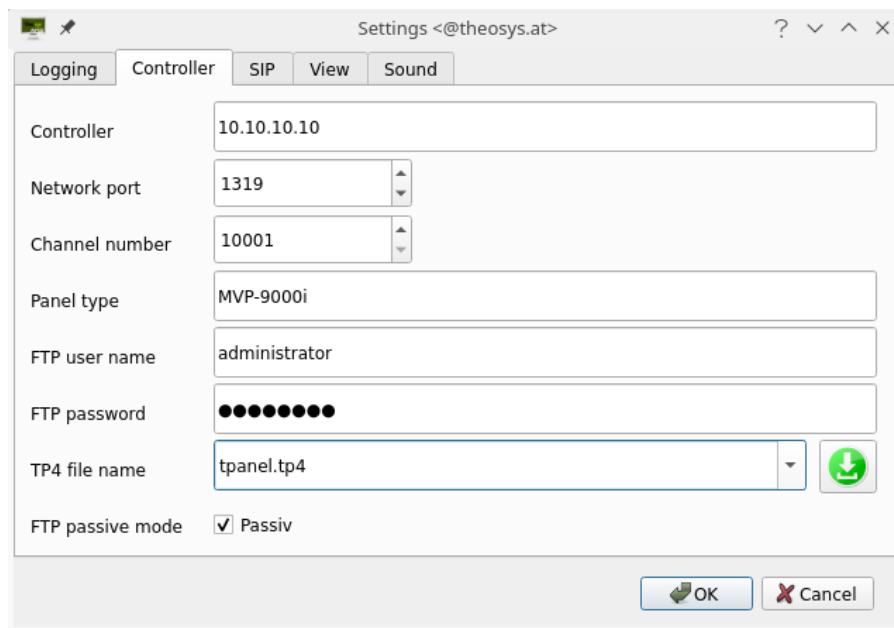 Settings <@theosys.at>
Logging Controller SIP View Sound
Controller 10.10.10.10
Network port 1319
Channel number 10001
Panel type MVP-9000i
FTP user name administrator
FTP password ●●●●●●●●
TP4 file name tpanel.tp4
FTP passive mode Passiv
OK Cancel